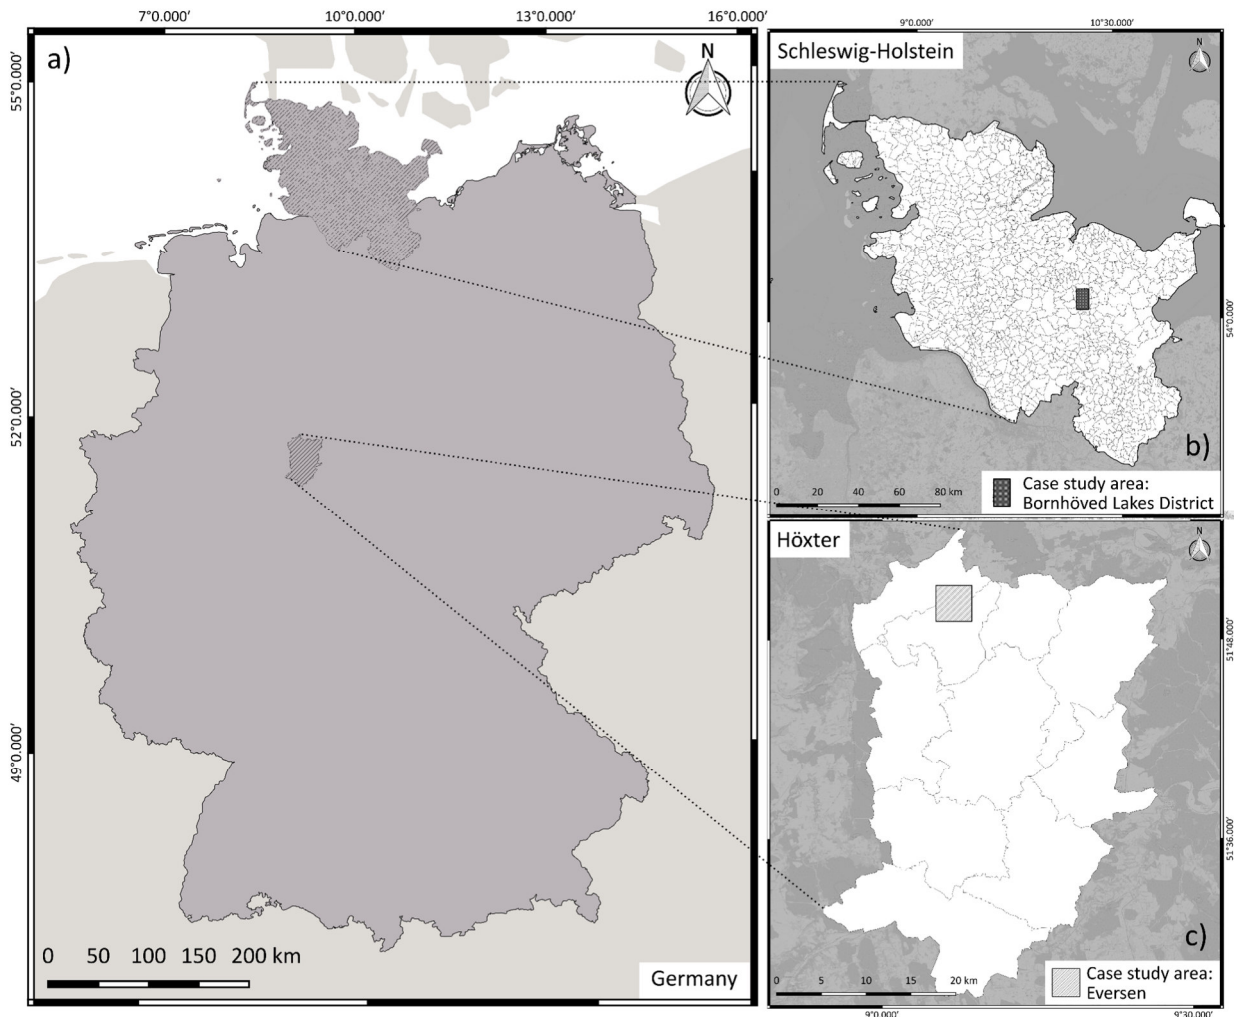 7°0.000′ 10°0.000′ 13°0.000′ 16°0.000′
a)
N
55°0.000′
52°0.000′
49°0.000′
0 50 100 150 200 km
Germany
9°0.000′ 10°30.000′
Schleswig-Holstein
N
54°0.000′
b)
0 20 40 60 80 km
Case study area:
Bornhöved Lakes District
Höxter
N
51°48.000′
51°36.000′
c)
0 5 10 15 20 km
Case study area:
Eversen
9°0.000′ 9°30.000′